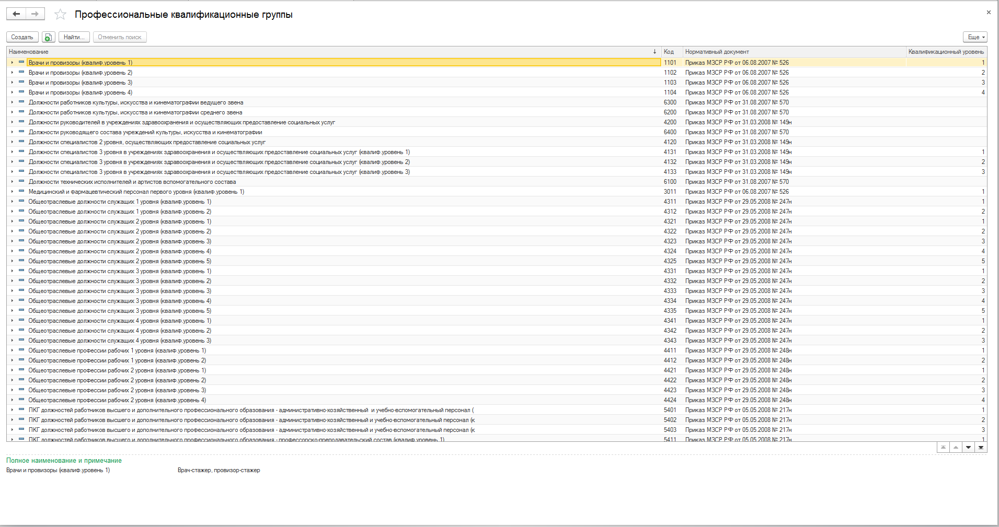 Профессиональные квалификационные группы
Создать Найти... Отменить поиск Еще
Наименование Код Нормативный документ Квалификационный уровень
Врачи и провизоры (квалиф.уровень 1) 1101 Приказ МЗСР РФ от 06.08.2007 № 526 1
Врачи и провизоры (квалиф.уровень 2) 1102 Приказ МЗСР РФ от 06.08.2007 № 526 2
Врачи и провизоры (квалиф.уровень 3) 1103 Приказ МЗСР РФ от 06.08.2007 № 526 3
Врачи и провизоры (квалиф.уровень 4) 1104 Приказ МЗСР РФ от 06.08.2007 № 526 4
Должности работников культуры, искусства и кинематографии ведущего звена 6300 Приказ МЗСР РФ от 31.08.2007 № 570
Должности работников культуры, искусства и кинематографии среднего звена 6200 Приказ МЗСР РФ от 31.08.2007 № 570
Должности руководителей в учреждениях здравоохранения и осуществляющих предоставление социальных услуг 4200 Приказ МЗСР РФ от 31.03.2008 № 149н
Должности руководящего состава учреждений культуры, искусства и кинематографии 6400 Приказ МЗСР РФ от 31.08.2007 № 570
Должности специалистов 2 уровня, осуществляющих предоставление социальных услуг 4120 Приказ МЗСР РФ от 31.03.2008 № 149н
Должности специалистов 3 уровня в учреждениях здравоохранения и осуществляющих предоставление социальных услуг (квалиф.уровень 1) 4131 Приказ МЗСР РФ от 31.03.2008 № 149н 1
Должности специалистов 3 уровня в учреждениях здравоохранения и осуществляющих предоставление социальных услуг (квалиф.уровень 2) 4132 Приказ МЗСР РФ от 31.03.2008 № 149н 2
Должности специалистов 3 уровня в учреждениях здравоохранения и осуществляющих предоставление социальных услуг (квалиф.уровень 3) 4133 Приказ МЗСР РФ от 31.03.2008 № 149н 3
Должности технических исполнителей и артистов вспомогательного состава 6100 Приказ МЗСР РФ от 31.08.2007 № 570
Медицинский и фармацевтический персонал первого уровня (квалиф.уровень 1) 3011 Приказ МЗСР РФ от 06.08.2007 № 526 1
Общеотраслевые должности служащих 1 уровня (квалиф.уровень 1) 4311 Приказ МЗСР РФ от 29.05.2008 № 247н 1
Общеотраслевые должности служащих 1 уровня (квалиф.уровень 2) 4312 Приказ МЗСР РФ от 29.05.2008 № 247н 2
Общеотраслевые должности служащих 2 уровня (квалиф.уровень 1) 4321 Приказ МЗСР РФ от 29.05.2008 № 247н 1
Общеотраслевые должности служащих 2 уровня (квалиф.уровень 2) 4322 Приказ МЗСР РФ от 29.05.2008 № 247н 2
Общеотраслевые должности служащих 2 уровня (квалиф.уровень 3) 4323 Приказ МЗСР РФ от 29.05.2008 № 247н 3
Общеотраслевые должности служащих 2 уровня (квалиф.уровень 4) 4324 Приказ МЗСР РФ от 29.05.2008 № 247н 4
Общеотраслевые должности служащих 2 уровня (квалиф.уровень 5) 4325 Приказ МЗСР РФ от 29.05.2008 № 247н 5
Общеотраслевые должности служащих 3 уровня (квалиф.уровень 1) 4331 Приказ МЗСР РФ от 29.05.2008 № 247н 1
Общеотраслевые должности служащих 3 уровня (квалиф.уровень 2) 4332 Приказ МЗСР РФ от 29.05.2008 № 247н 2
Общеотраслевые должности служащих 3 уровня (квалиф.уровень 3) 4333 Приказ МЗСР РФ от 29.05.2008 № 247н 3
Общеотраслевые должности служащих 3 уровня (квалиф.уровень 4) 4334 Приказ МЗСР РФ от 29.05.2008 № 247н 4
Общеотраслевые должности служащих 3 уровня (квалиф.уровень 5) 4335 Приказ МЗСР РФ от 29.05.2008 № 247н 5
Общеотраслевые должности служащих 4 уровня (квалиф.уровень 1) 4341 Приказ МЗСР РФ от 29.05.2008 № 247н 1
Общеотраслевые должности служащих 4 уровня (квалиф.уровень 2) 4342 Приказ МЗСР РФ от 29.05.2008 № 247н 2
Общеотраслевые должности служащих 4 уровня (квалиф.уровень 3) 4343 Приказ МЗСР РФ от 29.05.2008 № 247н 3
Общеотраслевые профессии рабочих 1 уровня (квалиф.уровень 1) 4411 Приказ МЗСР РФ от 29.05.2008 № 248н 1
Общеотраслевые профессии рабочих 1 уровня (квалиф.уровень 2) 4412 Приказ МЗСР РФ от 29.05.2008 № 248н 2
Общеотраслевые профессии рабочих 2 уровня (квалиф.уровень 1) 4421 Приказ МЗСР РФ от 29.05.2008 № 248н 1
Общеотраслевые профессии рабочих 2 уровня (квалиф.уровень 2) 4422 Приказ МЗСР РФ от 29.05.2008 № 248н 2
Общеотраслевые профессии рабочих 2 уровня (квалиф.уровень 3) 4423 Приказ МЗСР РФ от 29.05.2008 № 248н 3
Общеотраслевые профессии рабочих 2 уровня (квалиф.уровень 4) 4424 Приказ МЗСР РФ от 29.05.2008 № 248н 4
ПКГ должностей работников высшего и дополнительного профессионального образования - административно-хозяйственный и учебно-вспомогательный персонал ( 5401 Приказ МЗСР РФ от 05.05.2008 № 217н 1
ПКГ должностей работников высшего и дополнительного профессионального образования - административно-хозяйственный и учебно-вспомогательный персонал (к 5402 Приказ МЗСР РФ от 05.05.2008 № 217н 2
ПКГ должностей работников высшего и дополнительного профессионального образования - административно-хозяйственный и учебно-вспомогательный персонал (к 5403 Приказ МЗСР РФ от 05.05.2008 № 217н 3
ПКГ должностей работников высшего и дополнительного профессионального образования - профессорско-преподавательский состав (квалиф.уровень 1) 5411 Приказ МЗСР РФ от 05.05.2008 № 217н 1
Полное наименование и примечание
Врачи и провизоры (квалиф.уровень 1) Врач-стажер, провизор-стажер